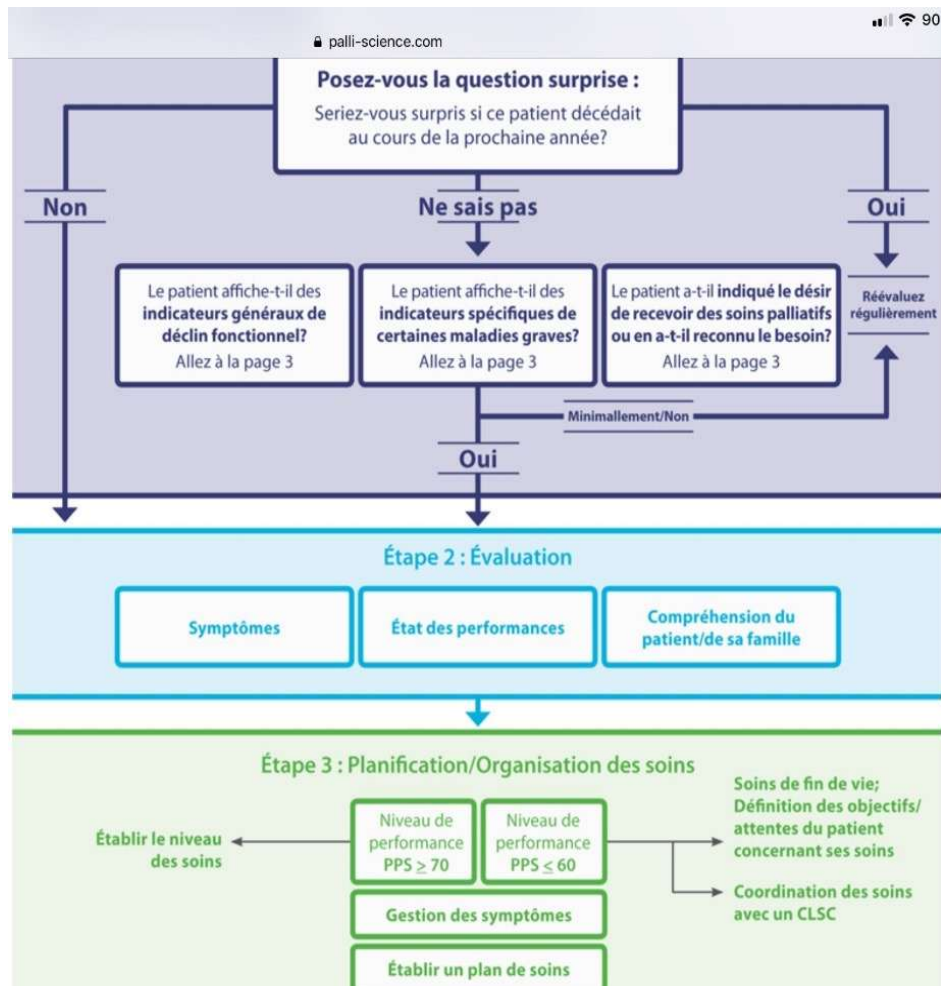 90
palli-science.com
Posez-vous la question surprise :
Seriez-vous surpris si ce patient décédait
au cours de la prochaine année?
Non
Ne sais pas
Oui
Le patient affiche-t-il des
indicateurs généraux de
déclin fonctionnel?
Allez à la page 3
Le patient affiche-t-il des
indicateurs spécifiques de
certaines maladies graves?
Allez à la page 3
Le patient a-t-il indiqué le désir
de recevoir des soins palliatifs
ou en a-t-il reconnu le besoin?
Allez à la page 3
Réévaluez
régulièrement
Minimallement/Non
Oui
Étape 2 : Évaluation
Symptômes
État des performances
Compréhension du
patient/de sa famille
Étape 3 : Planification/Organisation des soins
Établir le niveau
des soins
Niveau de
performance
PPS ≥ 70
Niveau de
performance
PPS ≤ 60
Soins de fin de vie;
Définition des objectifs/
attentes du patient
concernant ses soins
Coordination des soins
avec un CLSC
Gestion des symptômes
Établir un plan de soins